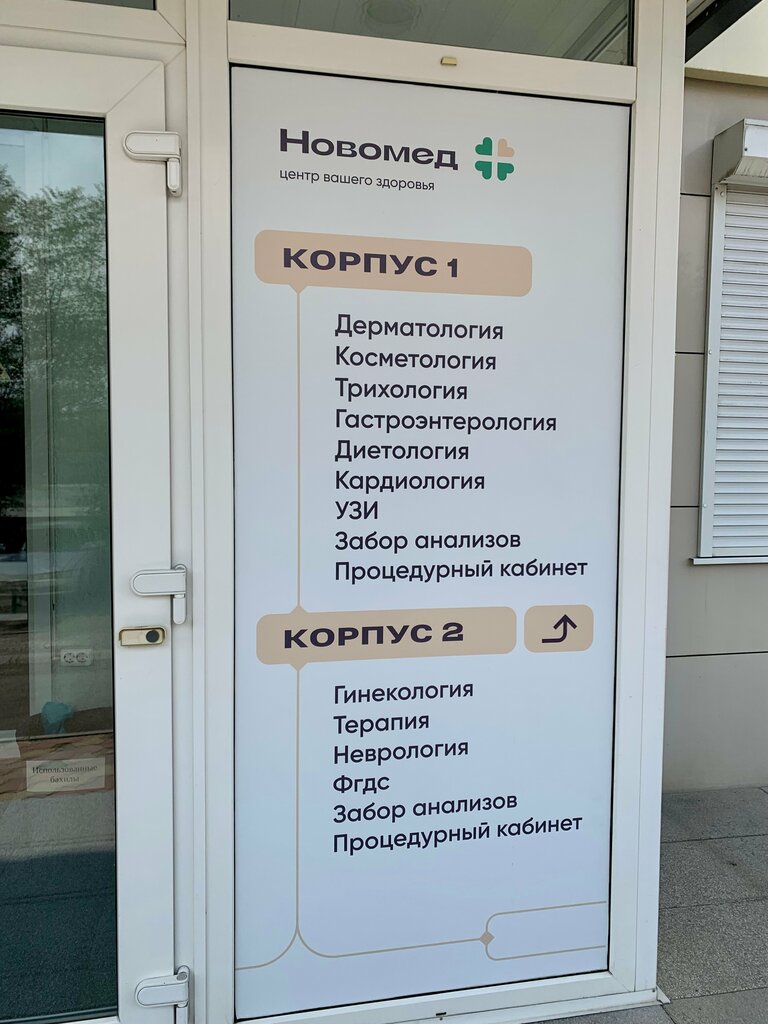 Новомед
центр вашего здоровья
КОРПУС 1
Дерматология
Косметология
Трихология
Гастроэнтерология
Диетология
Кардиология
УЗИ
Забор анализов
Процедурный кабинет
КОРПУС 2
Гинекология
Терапия
Неврология
Фгдс
Забор анализов
Процедурный кабинет
Использованные
бахилы